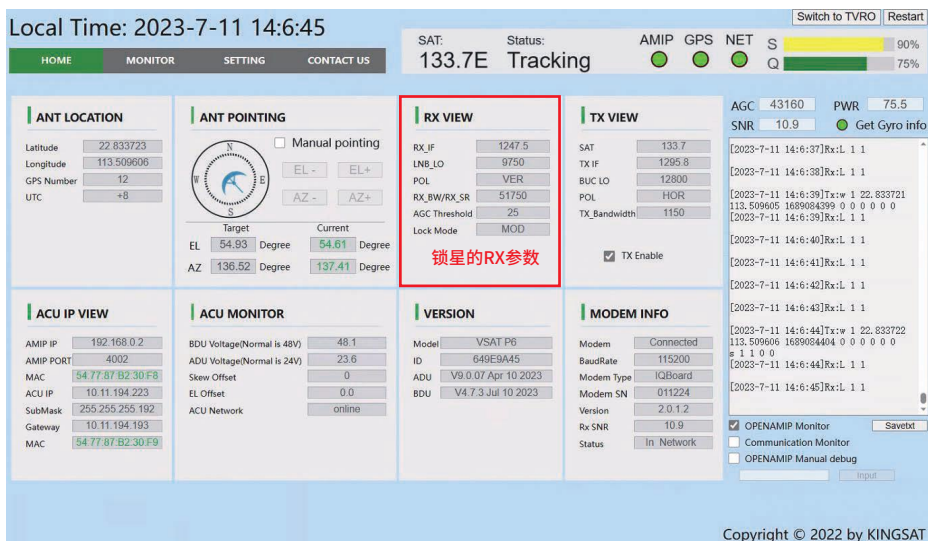 Switch to TVRO Restart
Local Time: 2023-7-11 14:6:45
HOME MONITOR SETTING CONTACT US
SAT: Status: AMIP GPS NET
133.7E Tracking
S 90%
Q 75%
ANT LOCATION
Latitude 22.833723
Longitude 113.509606
GPS Number 12
UTC +8
ANT POINTING
N
W E
S
Manual pointing
EL - EL+
AZ - AZ+
Target Current
EL 54.93 Degree 54.61 Degree
AZ 136.52 Degree 137.41 Degree
RX VIEW
RX_IF 1247.5
LNB_LO 9750
POL VER
RX_BW/RX_SR 51750
AGC Threshold 25
Lock Mode MOD
锁星的RX参数
TX VIEW
SAT 133.7
TX IF 1295.8
BUC LO 12800
POL HOR
TX_Bandwidth 1150
TX Enable
AGC 43160 PWR 75.5
SNR 10.9 Get Gyro info
[2023-7-11 14:6:37]Rx:L 1 1
[2023-7-11 14:6:38]Rx:L 1 1
[2023-7-11 14:6:39]Tx:w 1 22.833721
113.509605 1689084399 0 0 0 0 0
[2023-7-11 14:6:39]Rx:L 1 1
[2023-7-11 14:6:40]Rx:L 1 1
[2023-7-11 14:6:41]Rx:L 1 1
[2023-7-11 14:6:42]Rx:L 1 1
[2023-7-11 14:6:43]Rx:L 1 1
[2023-7-11 14:6:44]Tx:w 1 22.833722
113.509606 1689084404 0 0 0 0 0
s 1 1 0 0
[2023-7-11 14:6:44]Rx:L 1 1
[2023-7-11 14:6:45]Rx:L 1 1
ACU IP VIEW
AMIP IP 192.168.0.2
AMIP PORT 4002
MAC 54:77:87:B2:30:F8
ACU IP 10.11.194.223
SubMask 255.255.255.192
Gateway 10.11.194.193
MAC 54:77:87:B2:30:F9
ACU MONITOR
BDU Voltage(Normal is 48V) 48.1
ADU Voltage(Normal is 24V) 23.6
Skew Offset 0
EL Offset 0.0
ACU Network online
VERSION
Model VSAT P6
ID 649E9A45
ADU V9.0.07 Apr 10 2023
BDU V4.7.3 Jul 10 2023
MODEM INFO
Modem Connected
BaudRate 115200
Modem Type IQBoard
Modem SN 011224
Version 2.0.1.2
Rx SNR 10.9
Status In Network
OPENAMIP Monitor Savetxt
Communication Monitor
OPENAMIP Manual debug
Input
Copyright © 2022 by KINGSAT